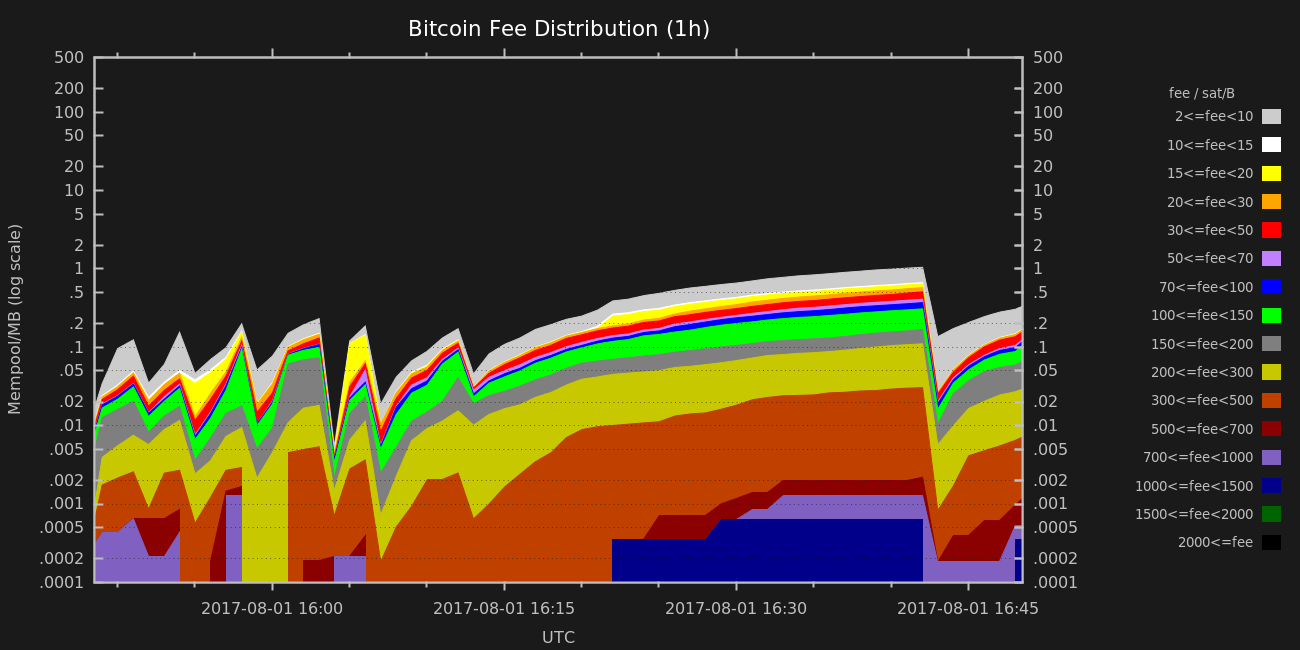 Bitcoin Fee Distribution (1h)
Mempool/MB (log scale)
500
200
100
50
20
10
5
2
1
.5
.2
.1
.05
.02
.01
.005
.002
.001
.0005
.0002
.0001
500
200
100
50
20
10
5
2
1
.5
.2
.1
.05
.02
.01
.005
.002
.001
.0005
.0002
.0001
2017-08-01 16:00 2017-08-01 16:15 2017-08-01 16:30 2017-08-01 16:45
UTC
fee / sat/B
2<=fee<10
10<=fee<15
15<=fee<20
20<=fee<30
30<=fee<50
50<=fee<70
70<=fee<100
100<=fee<150
150<=fee<200
200<=fee<300
300<=fee<500
500<=fee<700
700<=fee<1000
1000<=fee<1500
1500<=fee<2000
2000<=fee